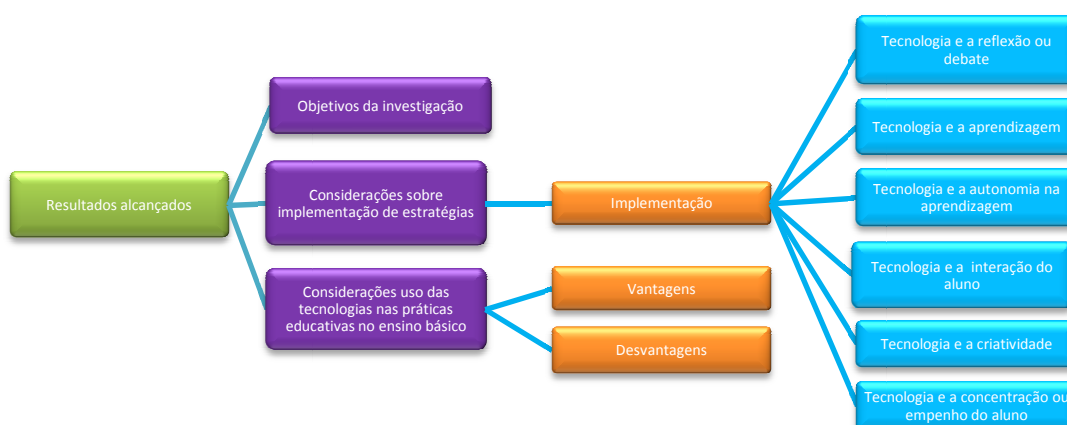 Resultados alcançados
Objetivos da investigação
Considerações sobre
implementação de estratégias
Considerações uso das
tecnologias nas práticas
educativas no ensino básico
Implementação
Vantagens
Desvantagens
Tecnologia e a reflexão ou
debate
Tecnologia e a aprendizagem
Tecnologia e a autonomia na
aprendizagem
Tecnologia e a interação do
aluno
Tecnologia e a criatividade
Tecnologia e a concentração ou
empenho do aluno